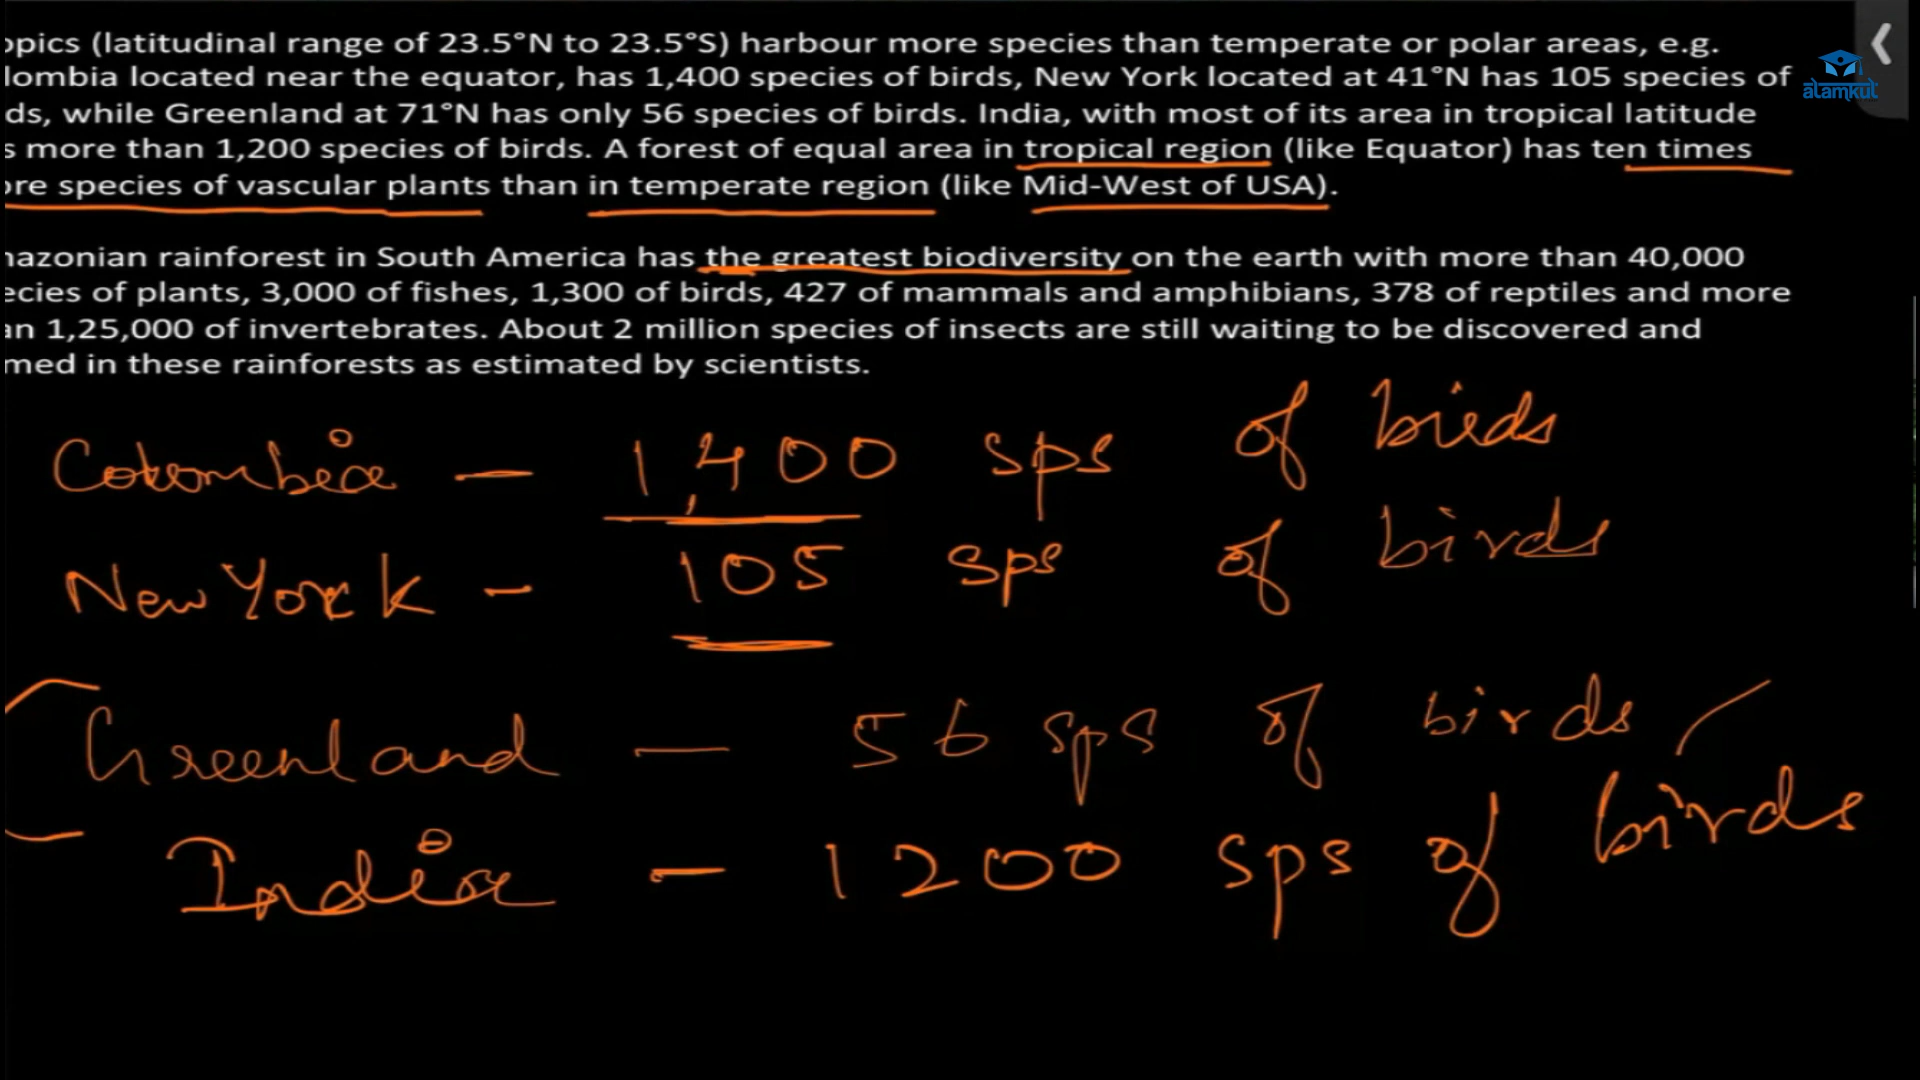 opics (latitudinal range of 23.5°N to 23.5°S) harbour more species than temperate or polar areas, e.g.
lombia located near the equator, has 1,400 species of birds, New York located at 41°N has 105 species of
ds, while Greenland at 71°N has only 56 species of birds. India, with most of its area in tropical latitude
s more than 1,200 species of birds. A forest of equal area in tropical region (like Equator) has ten times
ore species of vascular plants than in temperate region (like Mid-West of USA).
nazonian rainforest in South America has the greatest biodiversity on the earth with more than 40,000
ecies of plants, 3,000 of fishes, 1,300 of birds, 427 of mammals and amphibians, 378 of reptiles and more
an 1,25,000 of invertebrates. About 2 million species of insects are still waiting to be discovered and
med in these rainforests as estimated by scientists.
alamkut
Colombia - 1,400 sps of birds
New York - 105 sps of birds
Greenland - 56 sps of birds
India - 1200 sps of birds